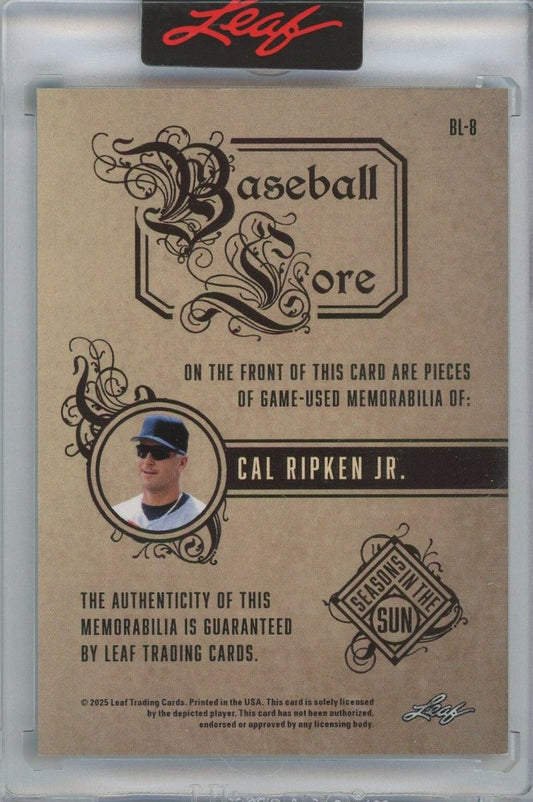 Leaf
BL-8
Baseball
Lore
ON THE FRONT OF THIS CARD ARE PIECES
OF GAME-USED MEMORABILIA OF:
CAL RIPKEN JR.
SEASONS
IN THE
SUN
THE AUTHENTICITY OF THIS
MEMORABILIA IS GUARANTEED
BY LEAF TRADING CARDS.
© 2025 Leaf Trading Cards. Printed in the USA. This card is solely licensed
by the depicted player. This card has not been authorized,
endorsed or approved by any licensing body.
Leaf